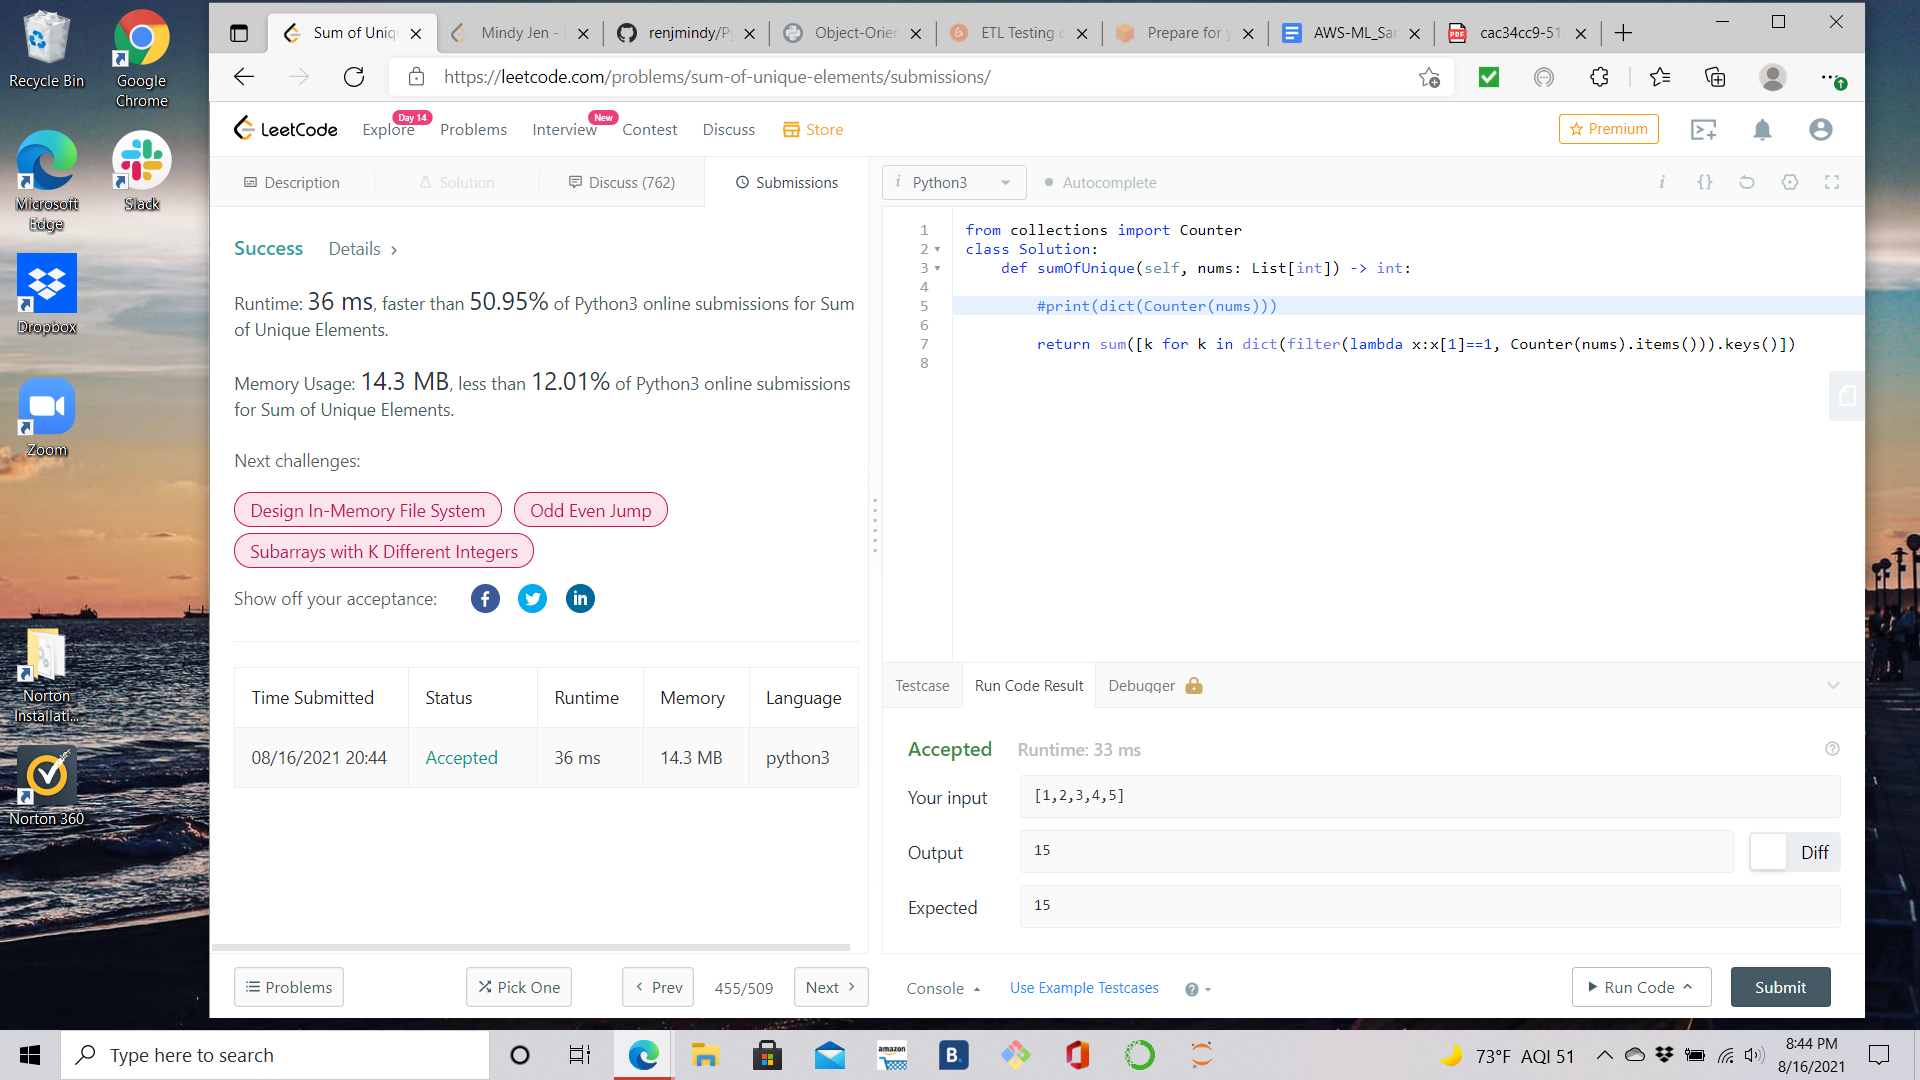 Recycle Bin
Google
Chrome
Microsoft
Edge
Slack
Dropbox
Zoom
Norton
Installati...
Norton 360
Sum of Uniq
Mindy Jen -
renjmindy/Py
Object-Orien
ETL Testing
Prepare for
AWS-ML_Sar
PDF
cac34cc9-51
https://leetcode.com/problems/sum-of-unique-elements/submissions/
LeetCode
Explore
Day 14
Problems
Interview
New
Contest
Discuss
Store
Premium
Description
Solution
Discuss (762)
Submissions
i Python3
Autocomplete
i {}
Success Details >
Runtime: 36 ms, faster than 50.95% of Python3 online submissions for Sum
of Unique Elements.
Memory Usage: 14.3 MB, less than 12.01% of Python3 online submissions
for Sum of Unique Elements.
Next challenges:
Design In-Memory File System
Odd Even Jump
Subarrays with K Different Integers
Show off your acceptance:
f
in
Time Submitted Status Runtime Memory Language
08/16/2021 20:44 Accepted 36 ms 14.3 MB python3
1 from collections import Counter
2 class Solution:
3 def sumOfUnique(self, nums: List[int]) -> int:
4
5 #print(dict(Counter(nums)))
6
7 return sum([k for k in dict(filter(lambda x:x[1]==1, Counter(nums).items())).keys()])
8
Testcase
Run Code Result
Debugger
Accepted Runtime: 33 ms
?
Your input [1,2,3,4,5]
Output 15 Diff
Expected 15
Problems
Pick One
< Prev
455/509
Next >
Console
Use Example Testcases
?
Run Code
Submit
Type here to search
amazon
B.
73°F AQI 51
8:44 PM
8/16/2021